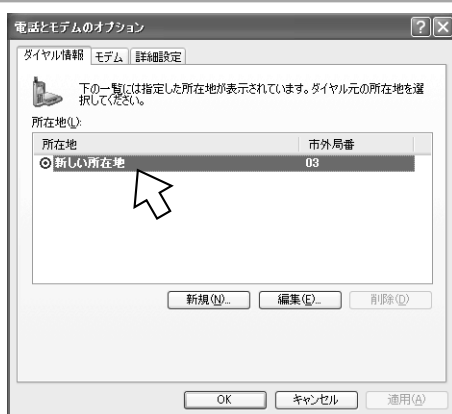 電話とモデムのオプション
ダイヤル情報 モデム 詳細設定
下の一覧には指定した所在地が表示されています。ダイヤル元の所在地を選
択してください。
所在地(L):
所在地 市外局番
新しい所在地 03
新規(N)... 編集(E)... 削除(D)
OK キャンセル 適用(A)